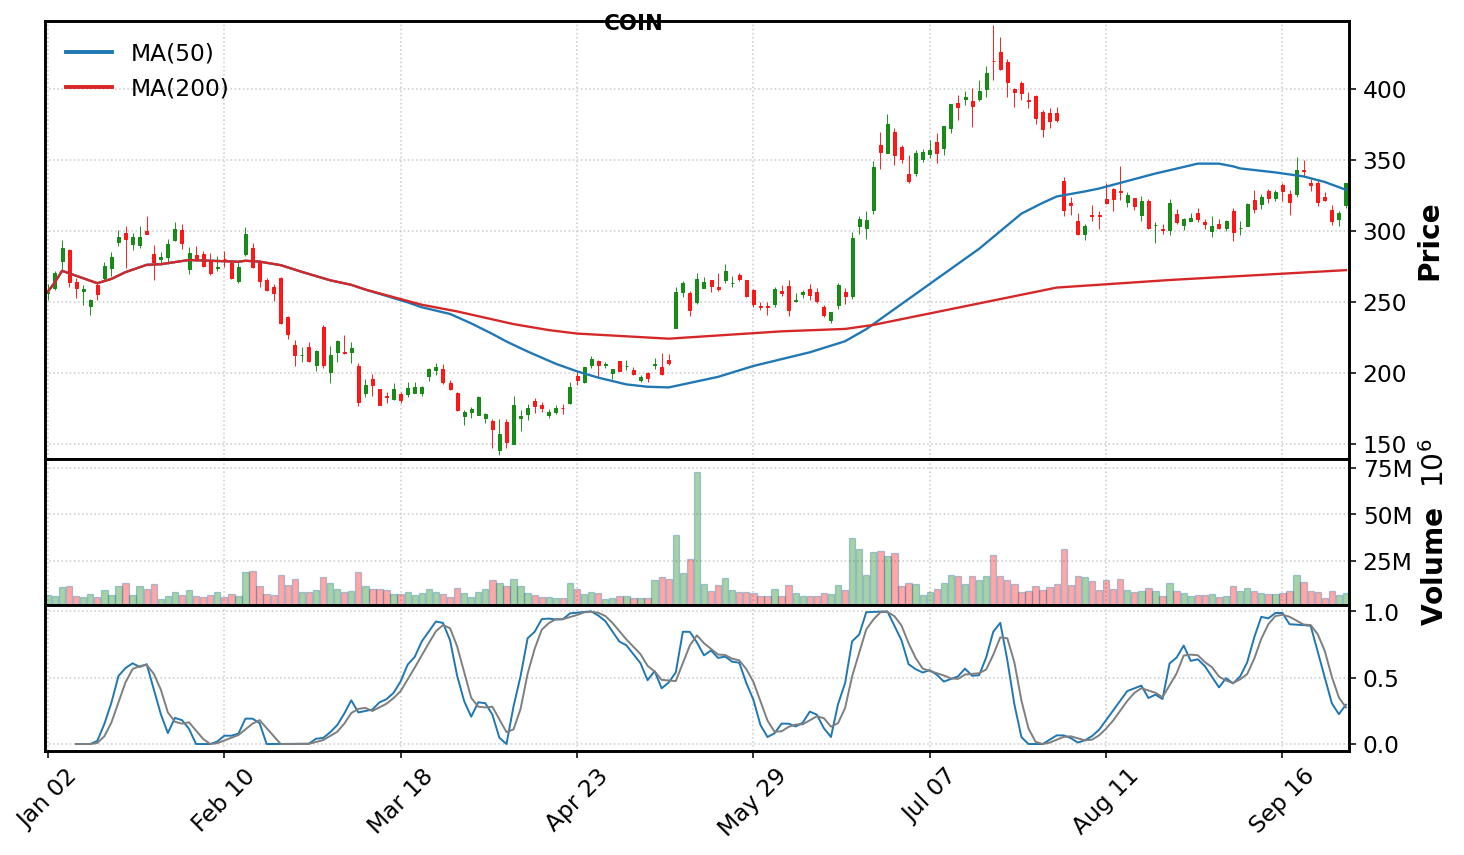 COIN
MA(50)
MA(200)
400
350
300
250
200
150
Price
75M
50M
25M
Volume 10^6
1.0
0.5
0.0
Jan 02
Feb 10
Mar 18
Apr 23
May 29
Jul 07
Aug 11
Sep 16